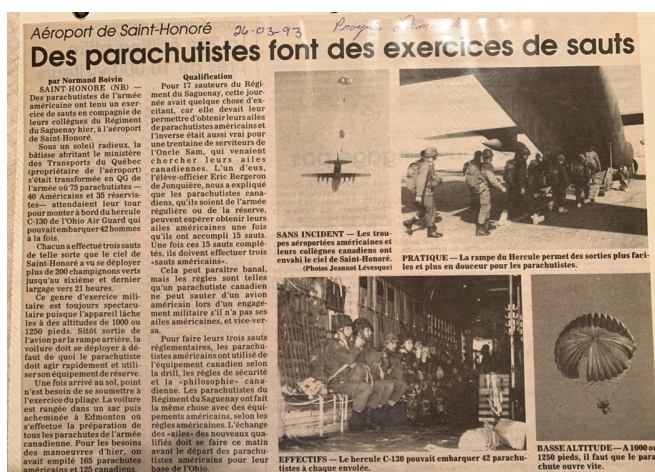 Aéroport de Saint-Honoré
26-03-93
Des parachutistes font des exercices de sauts
par Normand Boivin
SAINT-HONORE (NB) —
Des parachutistes de l'armée
américaine ont tenu un exer-
cice de sauts en compagnie de
leurs collègues du Régiment
du Saguenay hier, à l'aéroport
de Saint-Honoré.
Sous un soleil radieux, la
bâtisse abritant le ministère
des Transports du Québec
(propriétaire de l'aéroport)
s'était transformée en QG de
l'armée où 75 parachutistes —
40 Américains et 35 réservis-
tes— attendaient leur tour
pour monter à bord du hercule
C-130 de l'Ohio Air Guard qui
pouvait embarquer 42 hommes
à la fois.
Chacun a effectué trois sauts
de telle sorte que le ciel de
Saint-Honoré a vu se déployer
plus de 200 champignons verts
jusqu'au sixième et dernier
largage vers 21 heures.
Ce genre d'exercice mili-
taire est toujours spectacu-
laire puisque l'appareil lâche
les à des altitudes de 1000 ou
1250 pieds. Sitôt sortie de
l'avion par la rampe arrière, la
voilure doit se déployer à dé-
faut de quoi le parachutiste
doit agir rapidement et utili-
ser son équipement de réserve.
Une fois arrivé au sol, point
n'est besoin de se soumettre à
l'exercice du pliage. La voilure
est rangée dans un sac puis
acheminée à Edmonton où
s'effectue la préparation de
tous les parachutes de l'armée
canadienne. Pour les besoins
des manoeuvres d'hier, on
avait empilé 165 parachutes
américains et 125 canadiens.
Qualification
Pour 17 sauteurs du Régi-
ment du Saguenay, cette jour-
née avait quelque chose d'ex-
citant, car elle devait leur
permettre d'obtenir leurs ailes
de parachutistes américains et
l'inverse était aussi vrai pour
une trentaine de serviteurs de
l'Oncle Sam, qui venaient
chercher leurs ailes
canadiennes. L'un d'eux,
l'élève-officier Eric Bergeron
de Jonquière, nous a expliqué
que les parachutistes cana-
diens, qu'ils soient de l'armée
régulière ou de la réserve,
peuvent espérer obtenir leurs
ailes américaines une fois
qu'ils ont accompli 15 sauts.
Une fois ces 15 sauts complé-
tés, ils doivent effectuer trois
«sauts américains».
Cela peut paraître banal,
mais les règles sont telles
qu'un parachutiste canadien
ne peut sauter d'un avion
américain lors d'un engage-
ment militaire s'il n'a pas ses
ailes américaines, et vice-ver-
sa.
Pour faire leurs trois sauts
réglementaires, les parachu-
tistes américains ont utilisé de
l'équipement canadien selon
la drill, les règles de sécurité
et la «philosophie» cana-
dienne. Les parachutistes du
Régiment du Saguenay ont fait
la même chose avec des équi-
pements américains, selon les
règles américaines. L'échange
des «ailes» des nouveaux qua-
lifiés doit se faire ce matin
avant le départ des parachu-
tistes américains pour leur
base de l'Ohio.
SANS INCIDENT — Les trou-
pes aéroportées américaines et
leurs collègues canadiens ont
envahi le ciel de Saint-Honoré.
(Photos Jeannot Lévesque)
PRATIQUE — La rampe du Hercule permet des sorties plus faci-
les et plus en douceur pour les parachutistes.
EFFECTIFS — Le hercule C-130 pouvait embarquer 42 parachu-
tistes à chaque envolée.
BASSE ALTITUDE — A 1000 ou
1250 pieds, il faut que le para-
chute ouvre vite.